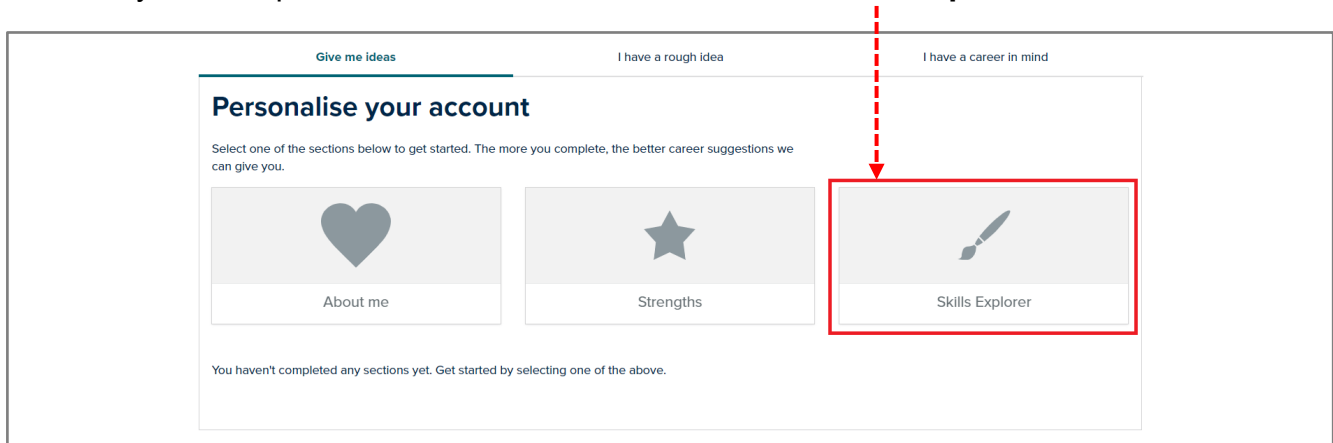 Give me ideas
I have a rough idea
I have a career in mind
Personalise your account
Select one of the sections below to get started. The more you complete, the better career suggestions we
can give you.
About me
Strengths
Skills Explorer
You haven't completed any sections yet. Get started by selecting one of the above.